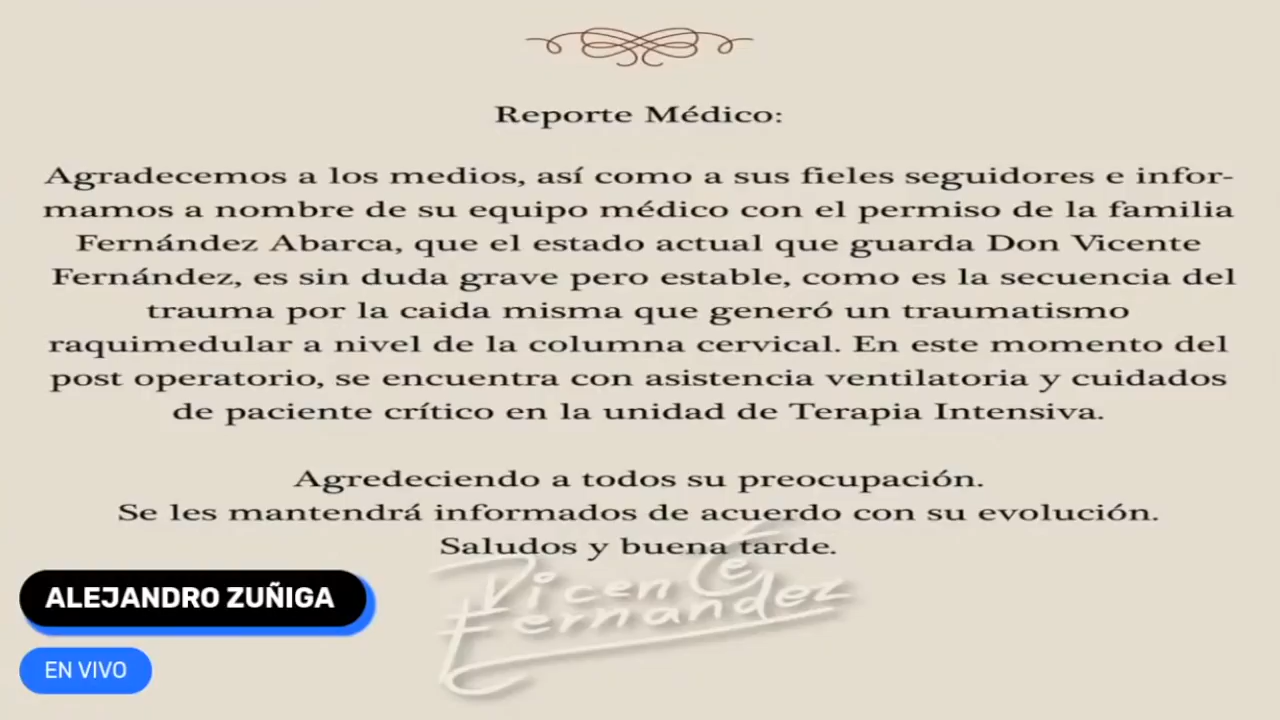 Reporte Médico:
Agradecemos a los medios, así como a sus fieles seguidores e infor-
mamos a nombre de su equipo médico con el permiso de la familia
Fernández Abarca, que el estado actual que guarda Don Vicente
Fernández, es sin duda grave pero estable, como es la secuencia del
trauma por la caida misma que generó un traumatismo
raquimedular a nivel de la columna cervical. En este momento del
post operatorio, se encuentra con asistencia ventilatoria y cuidados
de paciente crítico en la unidad de Terapia Intensiva.
Agredeciendo a todos su preocupación.
Se les mantendrá informados de acuerdo con su evolución.
Saludos y buena tarde.
Vicente
Fernandez
ALEJANDRO ZUÑIGA
EN VIVO